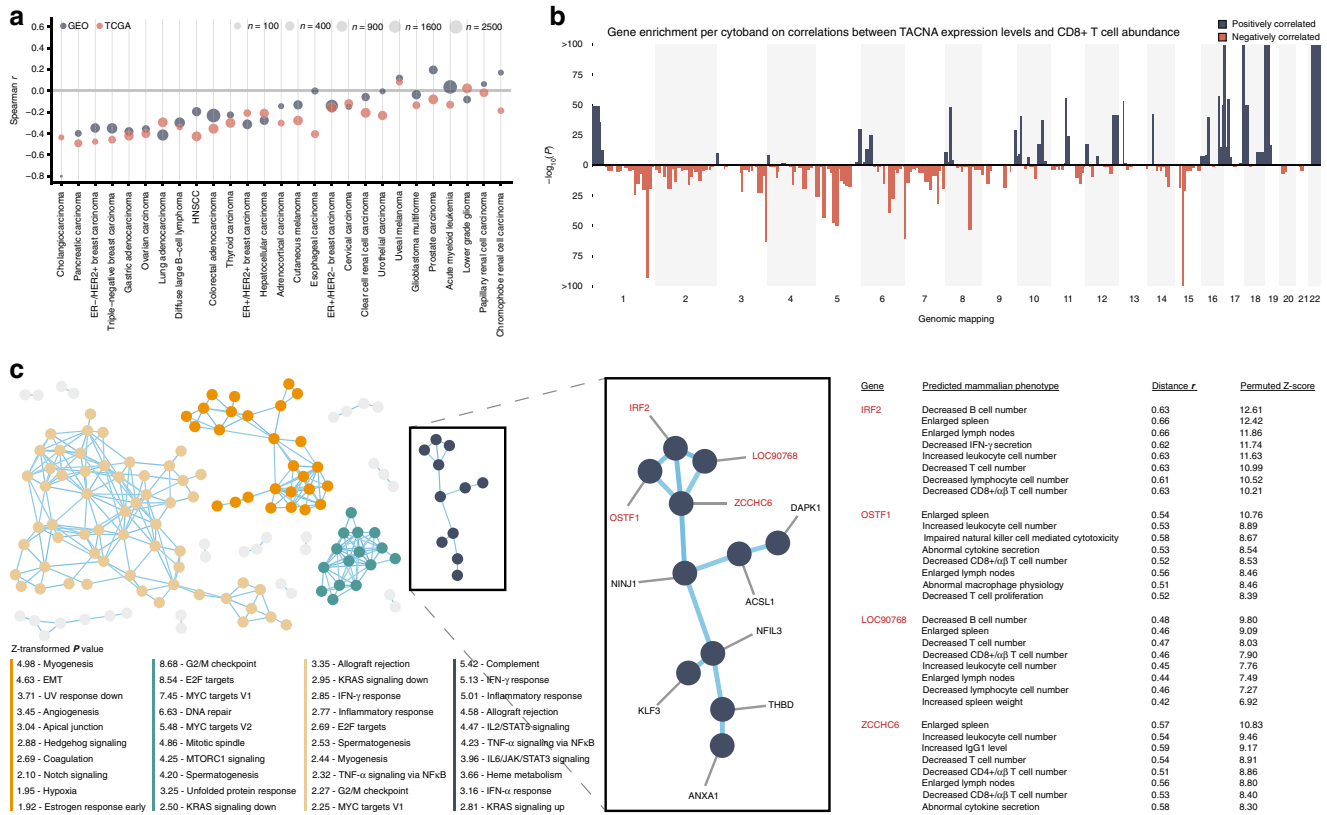 a
GEO TCGA n = 100 n = 400 n = 900 n = 1600 n = 2500
Spearman r
0.6
0.4
0.2
0.0
−0.2
−0.4
−0.6
−0.8
Cholangiocarcinoma
Pancreatic carcinoma
ER−/HER2+ breast carcinoma
Triple−negative breast carcinoma
Gastric adenocarcinoma
Ovarian carcinoma
Lung adenocarcinoma
Diffuse large B−cell lymphoma
HNSCC
Colorectal adenocarcinoma
Thyroid carcinoma
ER+/HER2+ breast carcinoma
Hepatocellular carcinoma
Adrenocortical carcinoma
Cutaneous melanoma
Esophageal carcinoma
ER+/HER2− breast carcinoma
Cervical carcinoma
Clear cell renal cell carcinoma
Urothelial carcinoma
Uveal melanoma
Glioblastoma multiforme
Prostate carcinoma
Acute myeloid leukemia
Lower grade glioma
Papillary renal cell carcinoma
Chromophobe renal cell carcinoma
b
Positively correlated
Negatively correlated
Gene enrichment per cytoband on correlations between TACNA expression levels and CD8+ T cell abundance
−log10(P)
>100
75
50
25
0
25
50
75
>100
1 2 3 4 5 6 7 8 9 10 11 12 13 14 15 16 17 18 19 20 21 22
Genomic mapping
c
Z-transformed P value
4.98 - Myogenesis
4.63 - EMT
3.71 - UV response down
3.45 - Angiogenesis
3.04 - Apical junction
2.88 - Hedgehog signaling
2.69 - Coagulation
2.10 - Notch signaling
1.95 - Hypoxia
1.92 - Estrogen response early
8.68 - G2/M checkpoint
8.54 - E2F targets
7.45 - MYC targets V1
6.63 - DNA repair
5.48 - MYC targets V2
4.86 - Mitotic spindle
4.25 - MTORC1 signaling
4.20 - Spermatogenesis
3.25 - Unfolded protein response
2.50 - KRAS signaling down
3.35 - Allograft rejection
2.95 - KRAS signaling down
2.85 - IFN-γ response
2.77 - Inflammatory response
2.69 - E2F targets
2.53 - Spermatogenesis
2.44 - Myogenesis
2.32 - TNF-α signaling via NFκB
2.27 - G2/M checkpoint
2.25 - MYC targets V1
5.42 - Complement
5.13 - IFN-γ response
5.01 - Inflammatory response
4.58 - Allograft rejection
4.47 - IL2/STAT5 signaling
4.23 - TNF-α signaling via NFκB
3.96 - IL6/JAK/STAT3 signaling
3.66 - Heme metabolism
3.16 - IFN-α response
2.81 - KRAS signaling up
IRF2
LOC90768
OSTF1
ZCCHC6
DAPK1
NINJ1
ACSL1
NFIL3
KLF3
THBD
ANXA1
Gene Predicted mammalian phenotype Distance r Permuted Z-score
IRF2 Decreased B cell number 0.63 12.61
Enlarged spleen 0.66 12.42
Enlarged lymph nodes 0.66 11.86
Decreased IFN-γ secretion 0.62 11.74
Increased leukocyte cell number 0.63 11.63
Decreased T cell number 0.63 10.99
Decreased lymphocyte cell number 0.61 10.52
Decreased CD8+/αβ T cell number 0.63 10.21
OSTF1 Enlarged spleen 0.54 10.76
Increased leukocyte cell number 0.53 8.89
Impaired natural killer cell mediated cytotoxicity 0.58 8.67
Abnormal cytokine secretion 0.53 8.54
Decreased CD8+/αβ T cell number 0.52 8.53
Enlarged lymph nodes 0.56 8.46
Abnormal macrophage physiology 0.51 8.46
Decreased T cell proliferation 0.52 8.39
LOC90768 Decreased B cell number 0.48 9.80
Enlarged spleen 0.46 9.09
Decreased T cell number 0.47 8.03
Decreased CD8+/αβ T cell number 0.46 7.90
Increased leukocyte cell number 0.45 7.76
Enlarged lymph nodes 0.44 7.49
Decreased lymphocyte cell number 0.46 7.27
Increased spleen weight 0.42 6.92
ZCCHC6 Enlarged spleen 0.57 10.83
Increased leukocyte cell number 0.54 9.46
Increased IgG1 level 0.59 9.17
Decreased T cell number 0.54 8.91
Decreased CD4+/αβ T cell number 0.51 8.86
Enlarged lymph nodes 0.56 8.80
Decreased CD8+/αβ T cell number 0.53 8.40
Abnormal cytokine secretion 0.58 8.30